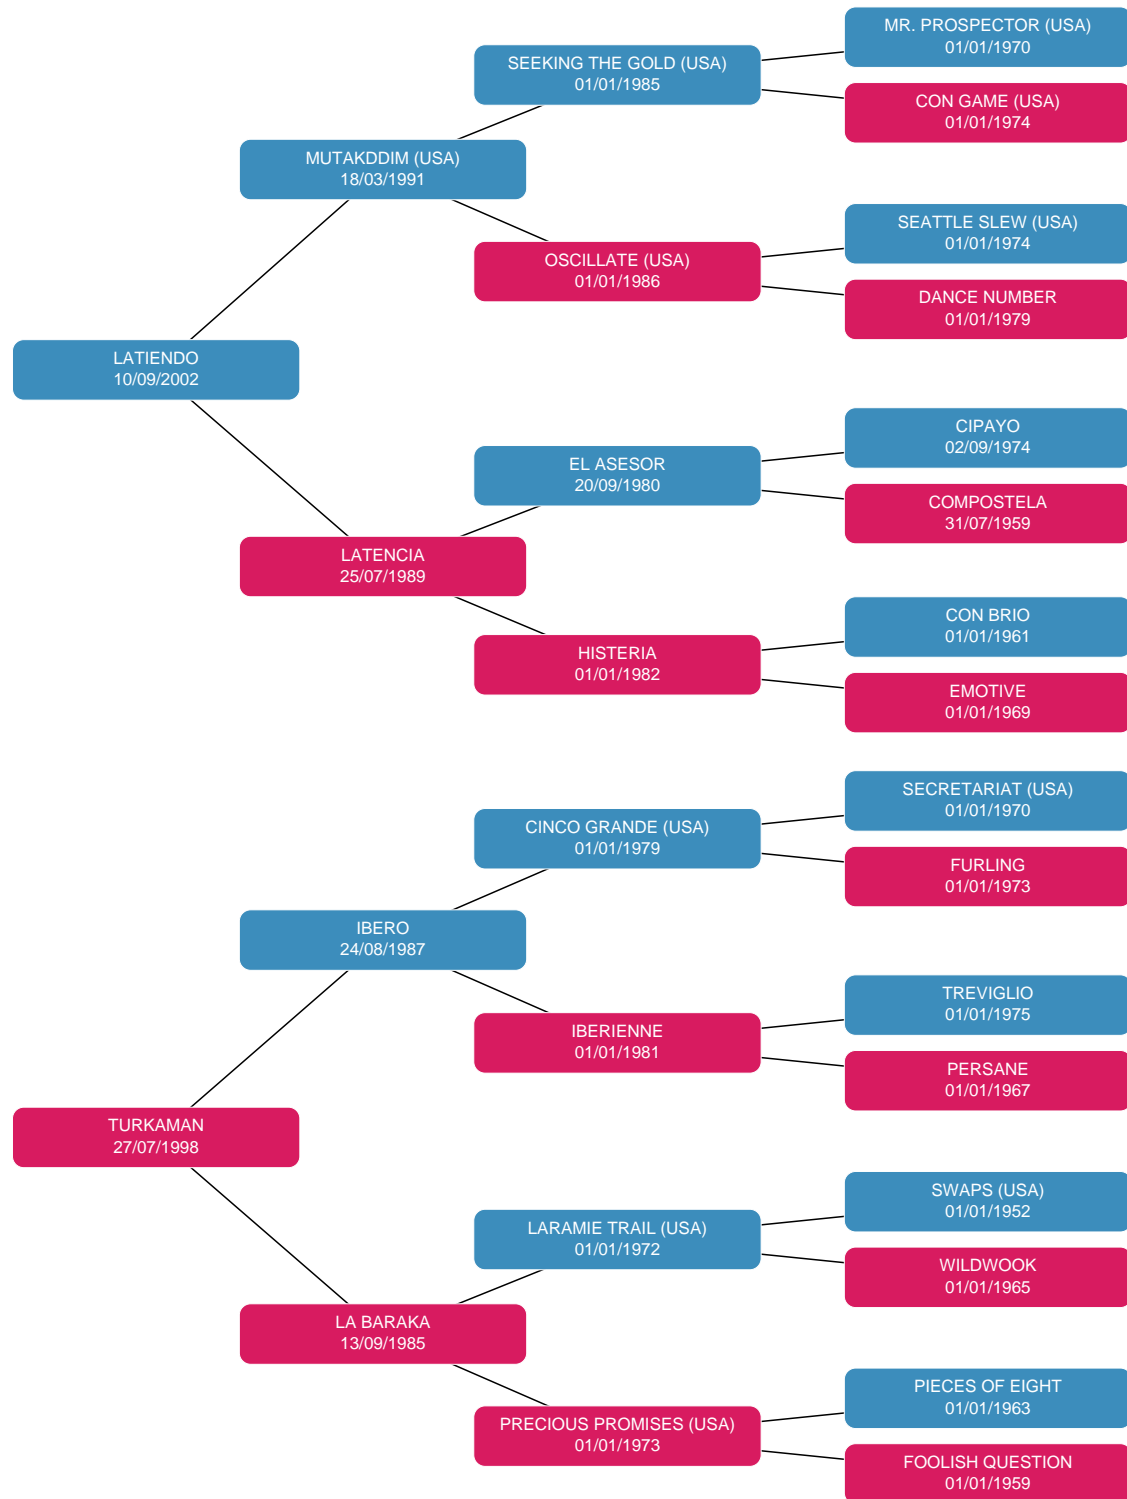 MR. PROSPECTOR (USA)
01/01/1970
SEEKING THE GOLD (USA)
01/01/1985
CON GAME (USA)
01/01/1974
MUTAKDDIM (USA)
18/03/1991
SEATTLE SLEW (USA)
01/01/1974
OSCILLATE (USA)
01/01/1986
DANCE NUMBER
01/01/1979
LATIENDO
10/09/2002
CIPAYO
02/09/1974
EL ASESOR
20/09/1980
COMPOSTELA
31/07/1959
LATENCIA
25/07/1989
CON BRIO
01/01/1961
HISTERIA
01/01/1982
EMOTIVE
01/01/1969
SECRETARIAT (USA)
01/01/1970
CINCO GRANDE (USA)
01/01/1979
FURLING
01/01/1973
IBERO
24/08/1987
TREVIGLIO
01/01/1975
IBERIENNE
01/01/1981
PERSANE
01/01/1967
TURKAMAN
27/07/1998
SWAPS (USA)
01/01/1952
LARAMIE TRAIL (USA)
01/01/1972
WILDWOOK
01/01/1965
LA BARAKA
13/09/1985
PIECES OF EIGHT
01/01/1963
PRECIOUS PROMISES (USA)
01/01/1973
FOOLISH QUESTION
01/01/1959